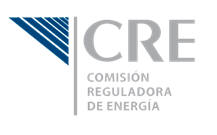 CRE
COMISIÓN
REGULADORA
DE ENERGÍA